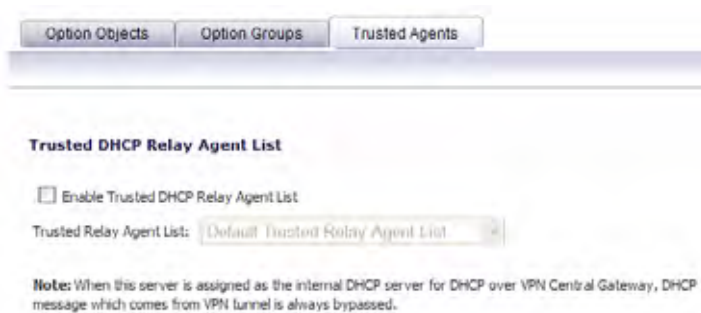 Option Objects Option Groups Trusted Agents
Trusted DHCP Relay Agent List
Enable Trusted DHCP Relay Agent List
Trusted Relay Agent List: Default Trusted Relay Agent List
Note: When this server is assigned as the internal DHCP server for DHCP over VPN Central Gateway, DHCP
message which comes from VPN tunnel is always bypassed.